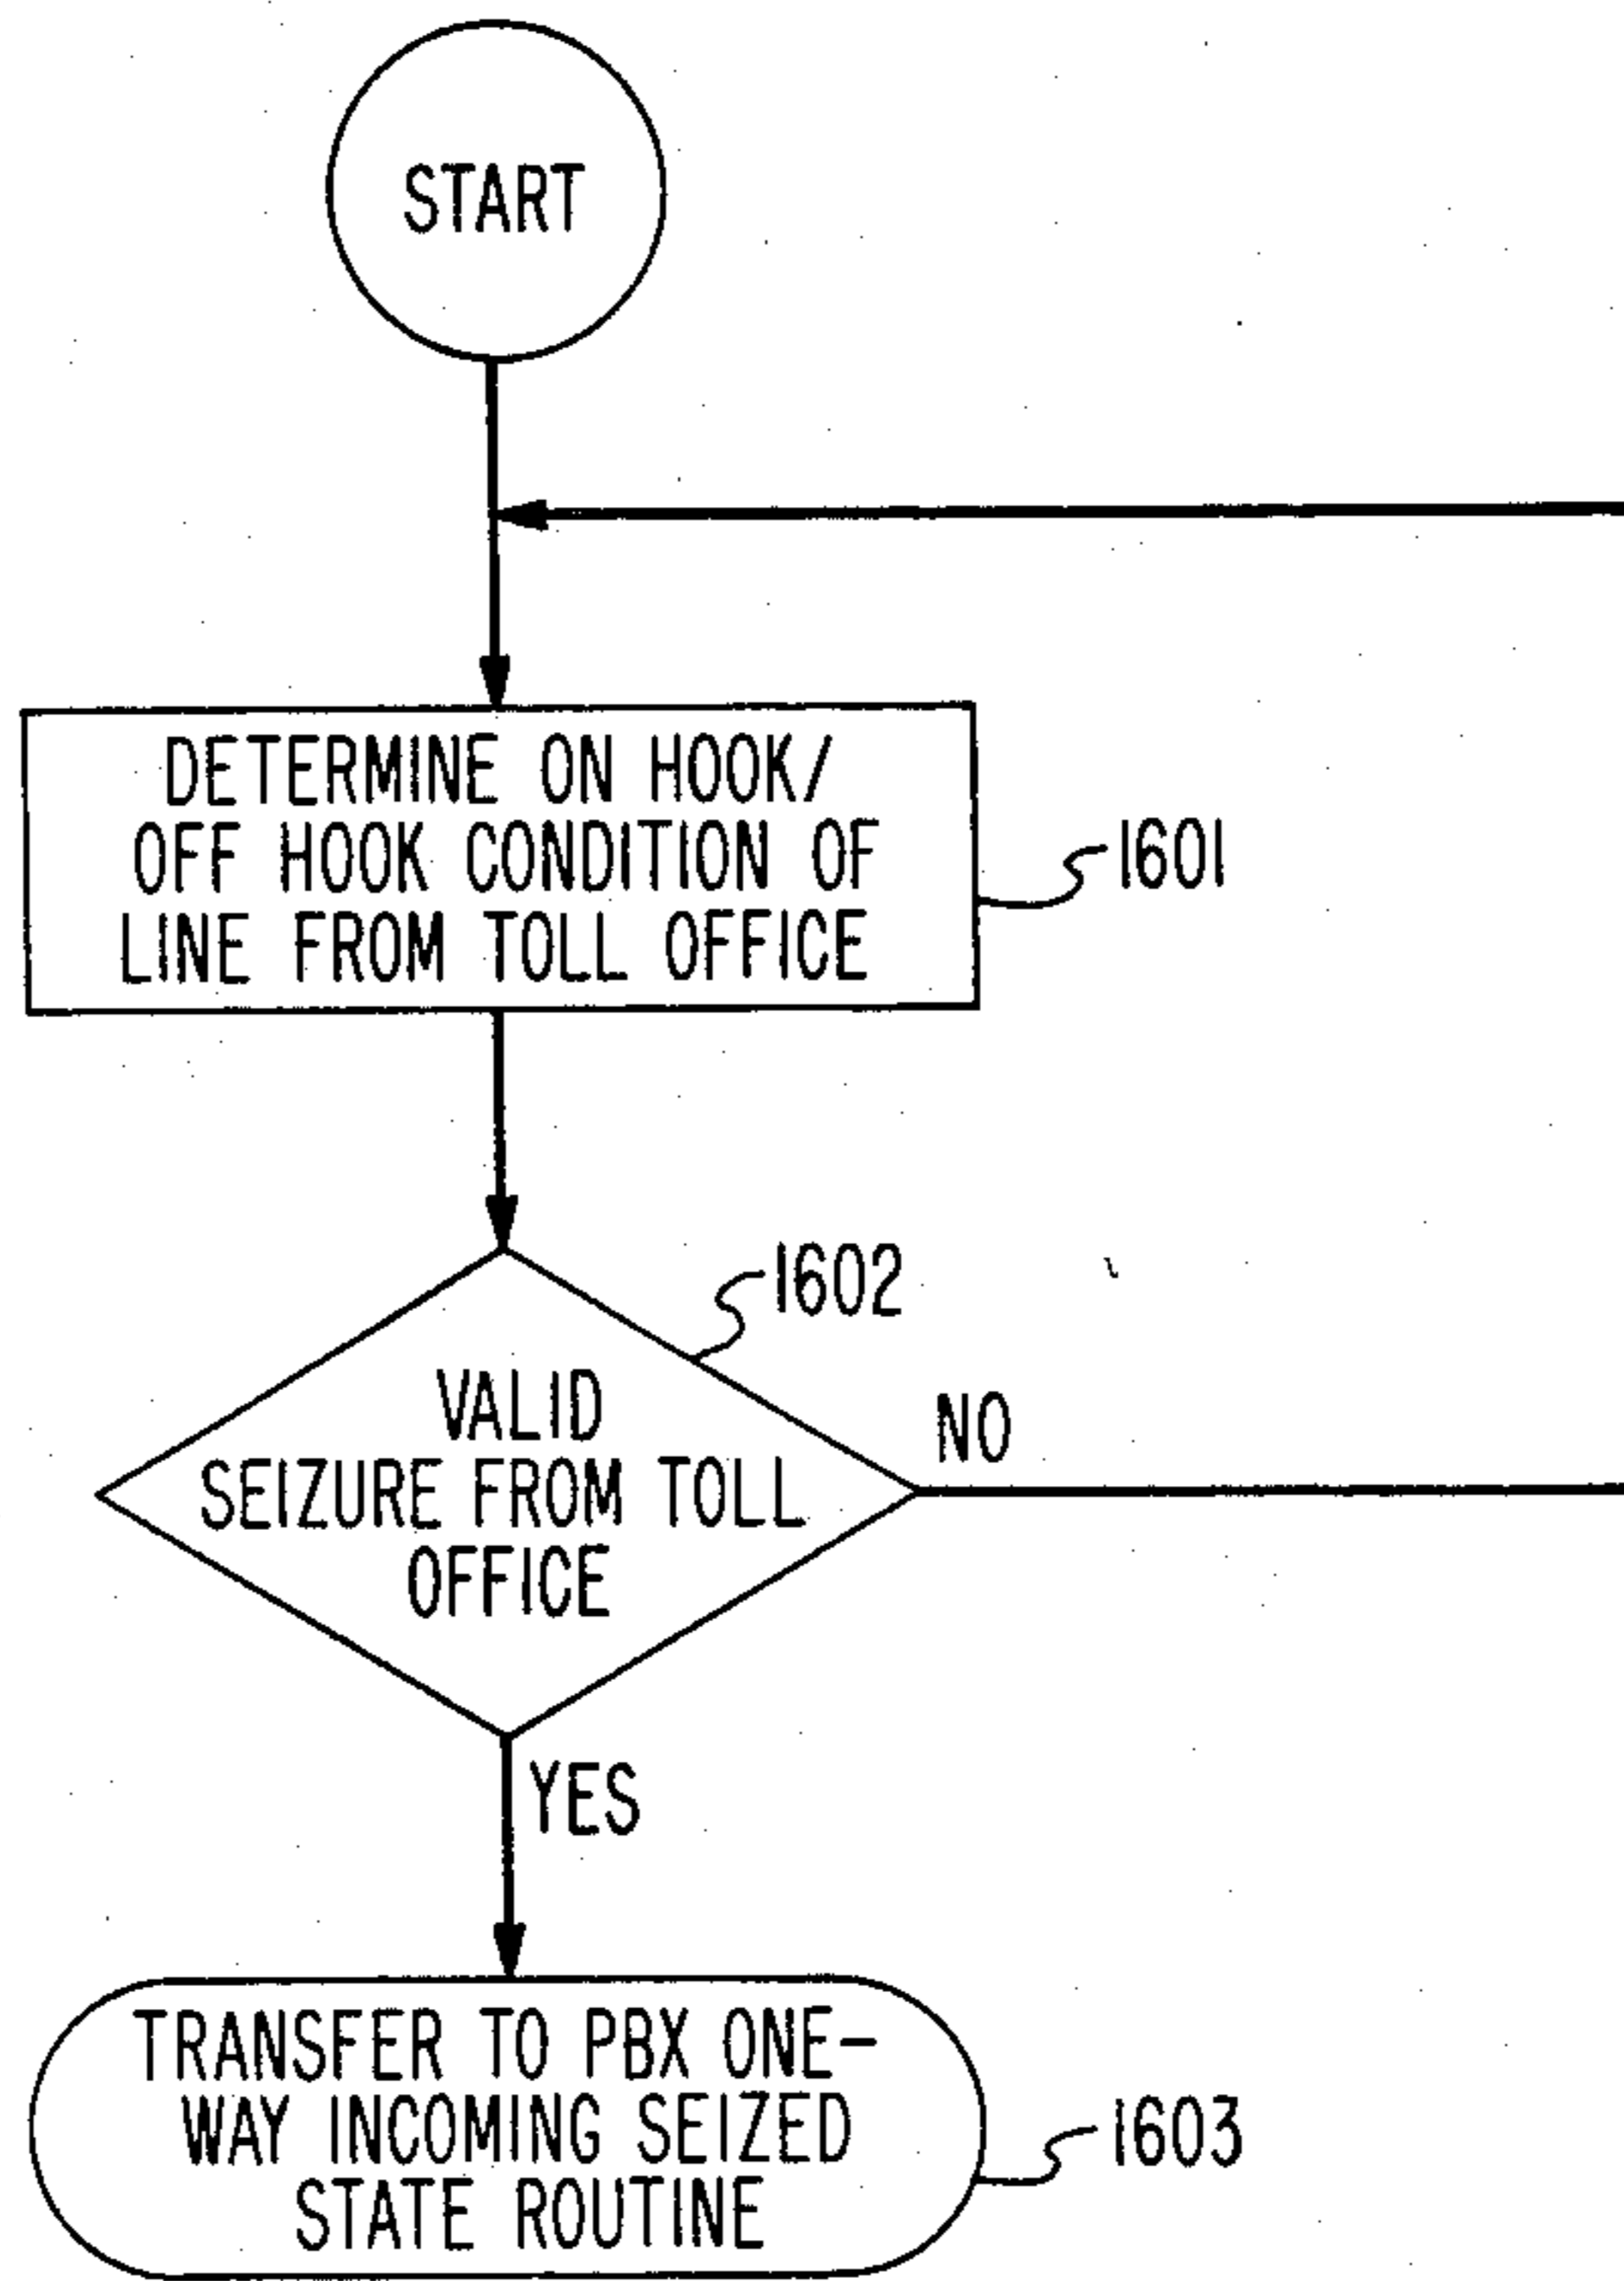 START
DETERMINE ON HOOK/
OFF HOOK CONDITION OF
LINE FROM TOLL OFFICE
1601
1602
VALID
SEIZURE FROM TOLL
OFFICE
NO
YES
TRANSFER TO PBX ONE-
WAY INCOMING SEIZED
STATE ROUTINE
1603